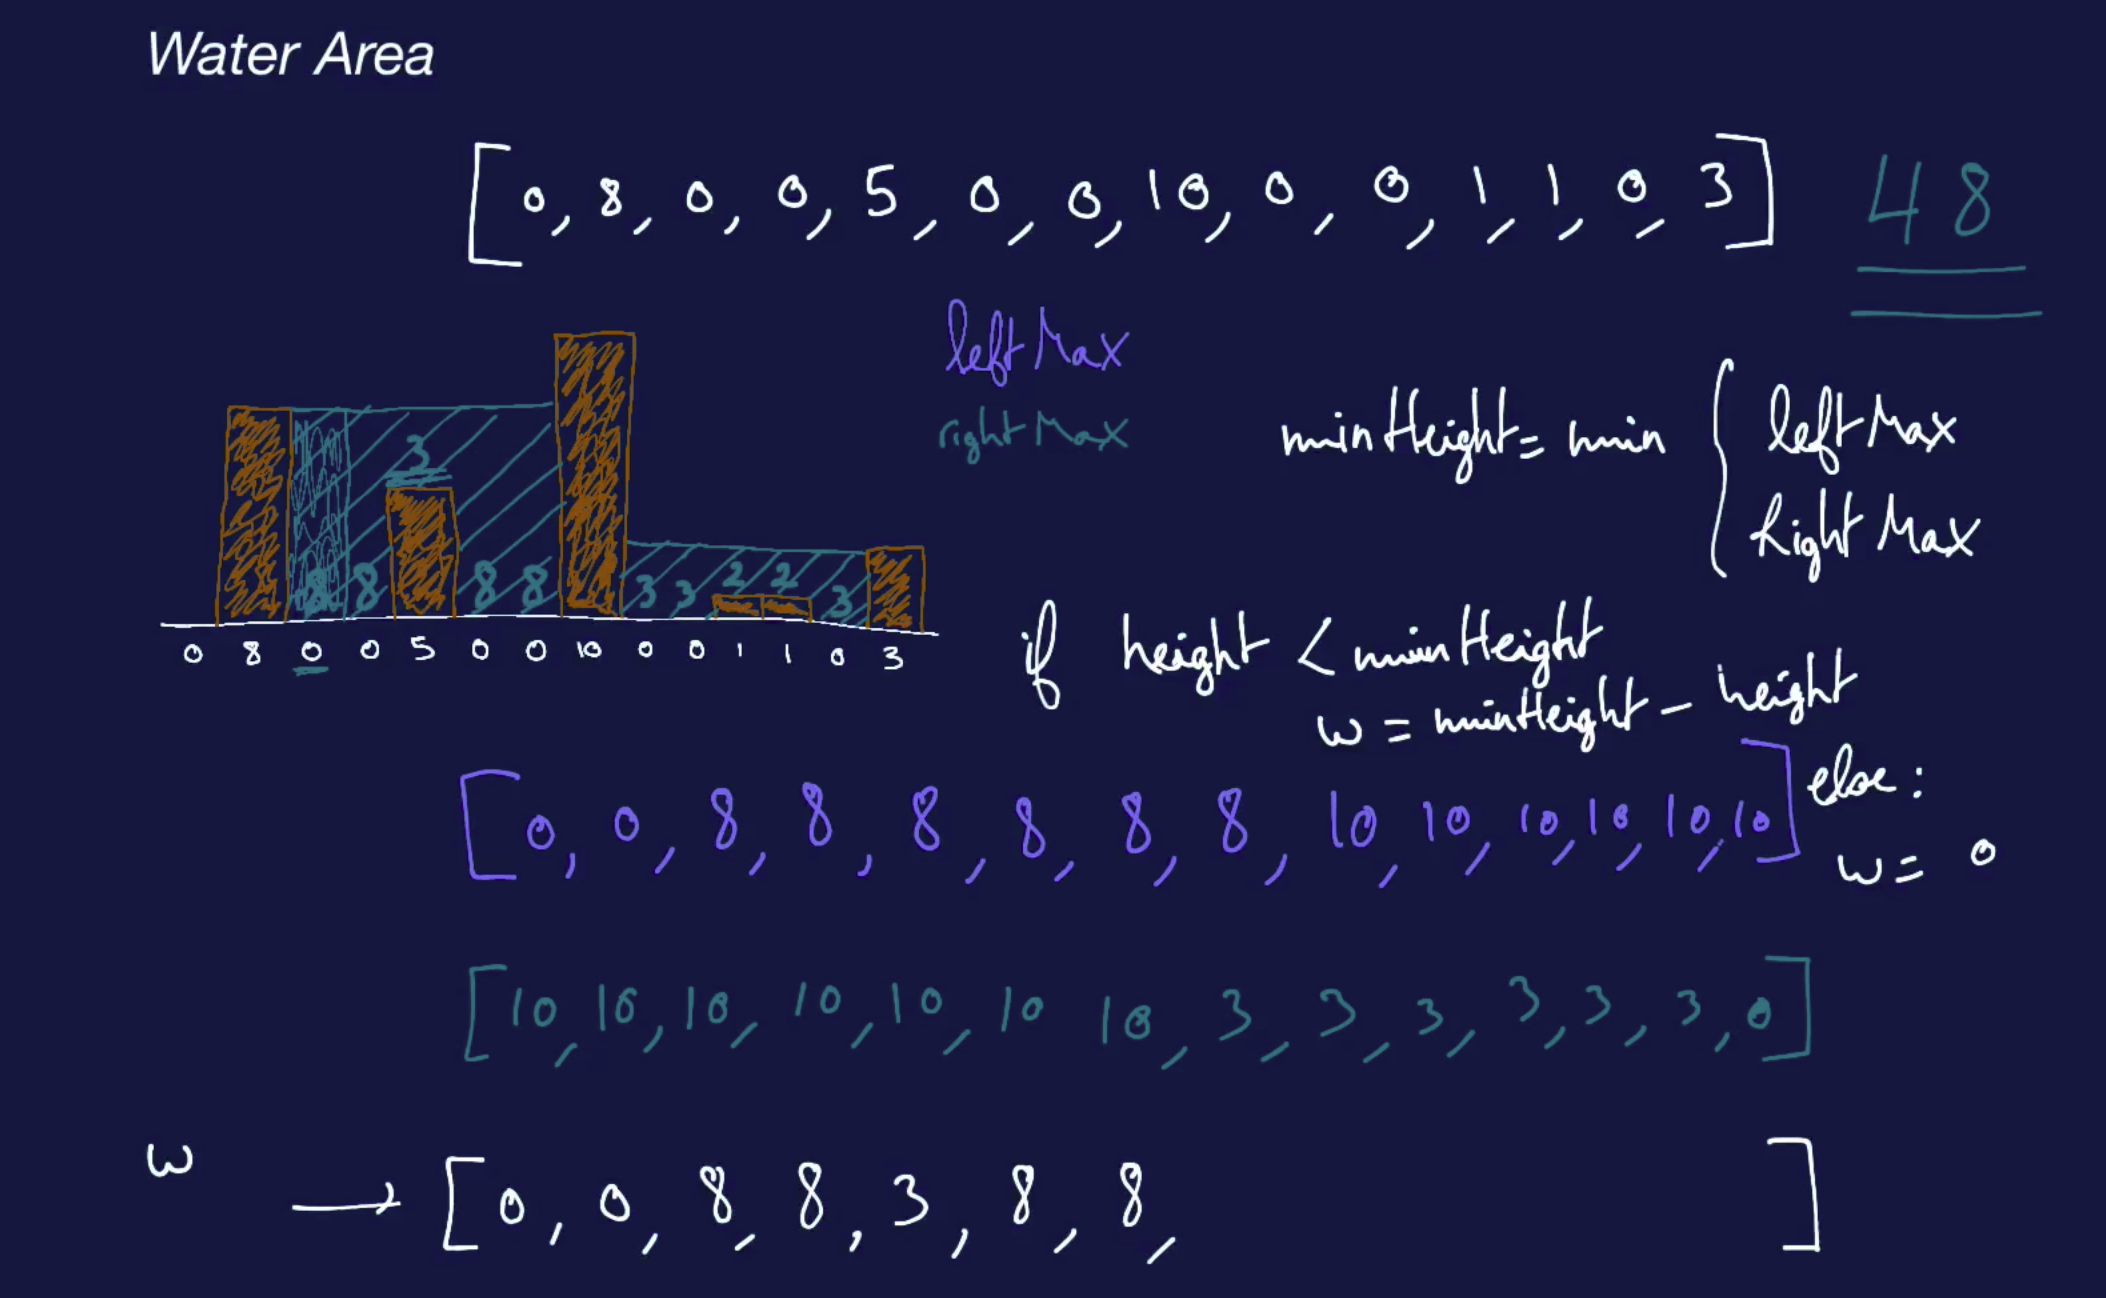 Water Area
[0, 8, 0, 0, 5, 0, 0, 10, 0, 0, 1, 1, 0, 3] 48
leftMax
rightMax
minHeight = min { leftMax
RightMax
3
8 8 8 8 3 3 2 2 3
0 8 0 0 5 0 0 10 0 0 1 1 0 3
if height < minHeight
w = minHeight - height
else:
w = 0
[0, 0, 8, 8, 8, 8, 8, 8, 10, 10, 10, 10, 10, 10]
[10, 10, 10, 10, 10, 10 10, 3, 3, 3, 3, 3, 3, 0]
w → [0, 0, 8, 8, 3, 8, 8, ]